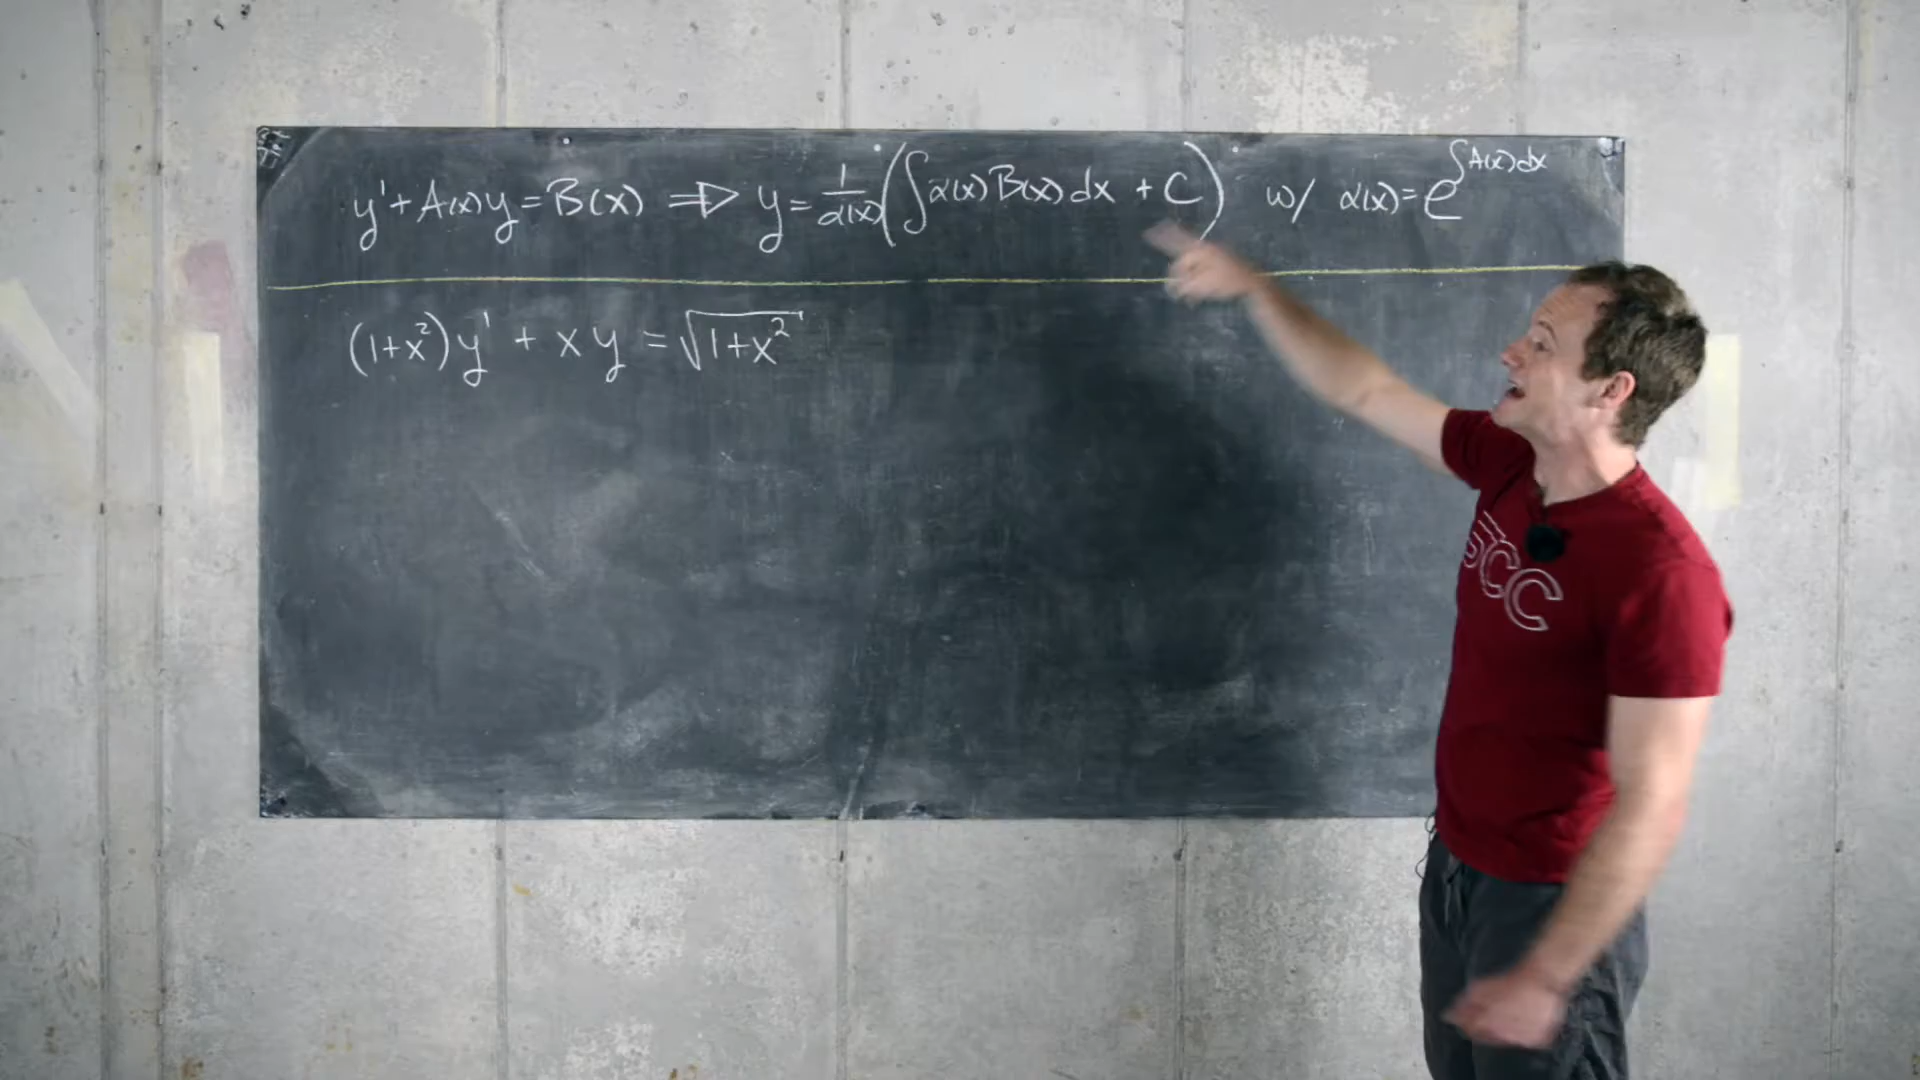 y' + A(x)y = B(x) ⇒ y = 1/α(x) (∫α(x)B(x)dx + C) w/ α(x) = e^∫A(x)dx
(1+x²)y' + xy = √(1+x²)